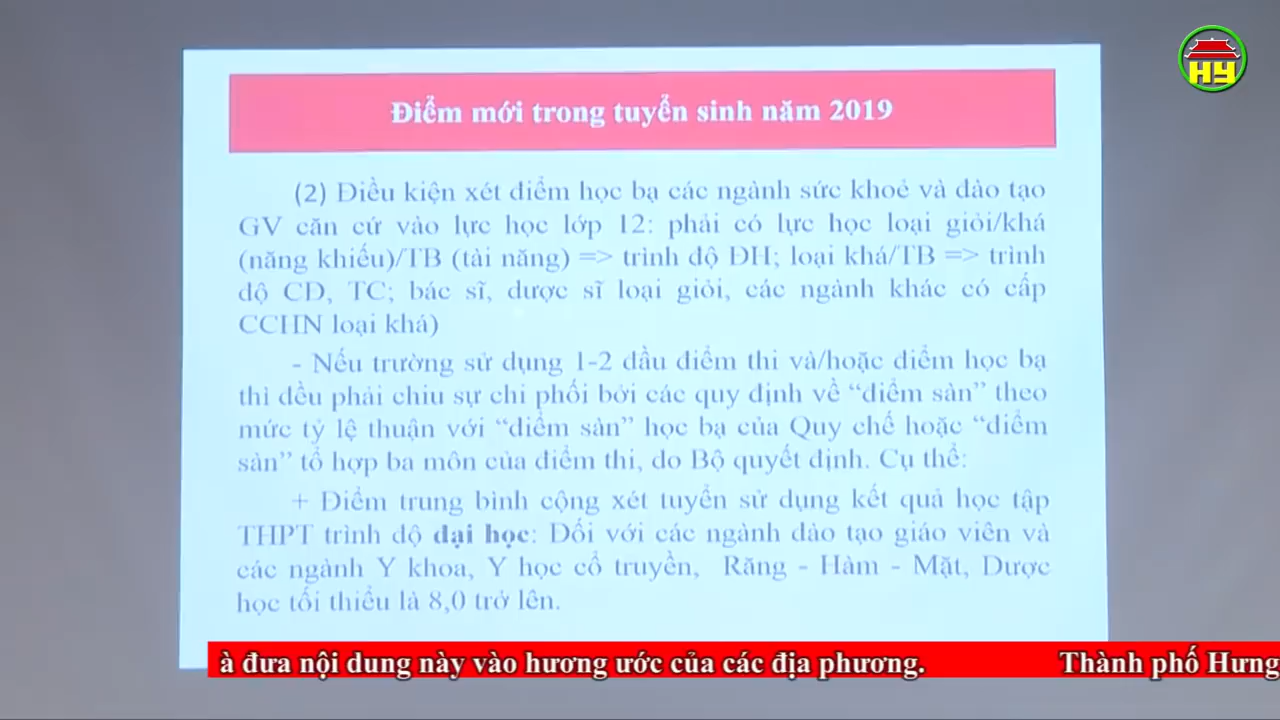 HY
Điểm mới trong tuyển sinh năm 2019
(2) Điều kiện xét điểm học bạ các ngành sức khoẻ và đào tạo
GV căn cứ vào lực học lớp 12: phải có lực học loại giỏi/khá
(năng khiếu)/TB (tài năng) => trình độ ĐH; loại khá/TB => trình
độ CĐ, TC; bác sĩ, dược sĩ loại giỏi, các ngành khác có cấp
CCHN loại khá)
- Nếu trường sử dụng 1-2 đầu điểm thi và/hoặc điểm học bạ
thì đều phải chiu sự chi phối bởi các quy định về “điểm sàn” theo
mức tỷ lệ thuận với “điểm sàn” học bạ của Quy chế hoặc “điểm
sàn” tổ hợp ba môn của điểm thi, do Bộ quyết định. Cụ thể:
+ Điểm trung bình cộng xét tuyển sử dụng kết quả học tập
THPT trình độ đại học: Đối với các ngành đào tạo giáo viên và
các ngành Y khoa, Y học cổ truyền, Răng - Hàm - Mặt, Dược
học tối thiểu là 8,0 trở lên.
à đưa nội dung này vào hương ước của các địa phương. Thành phố Hưng